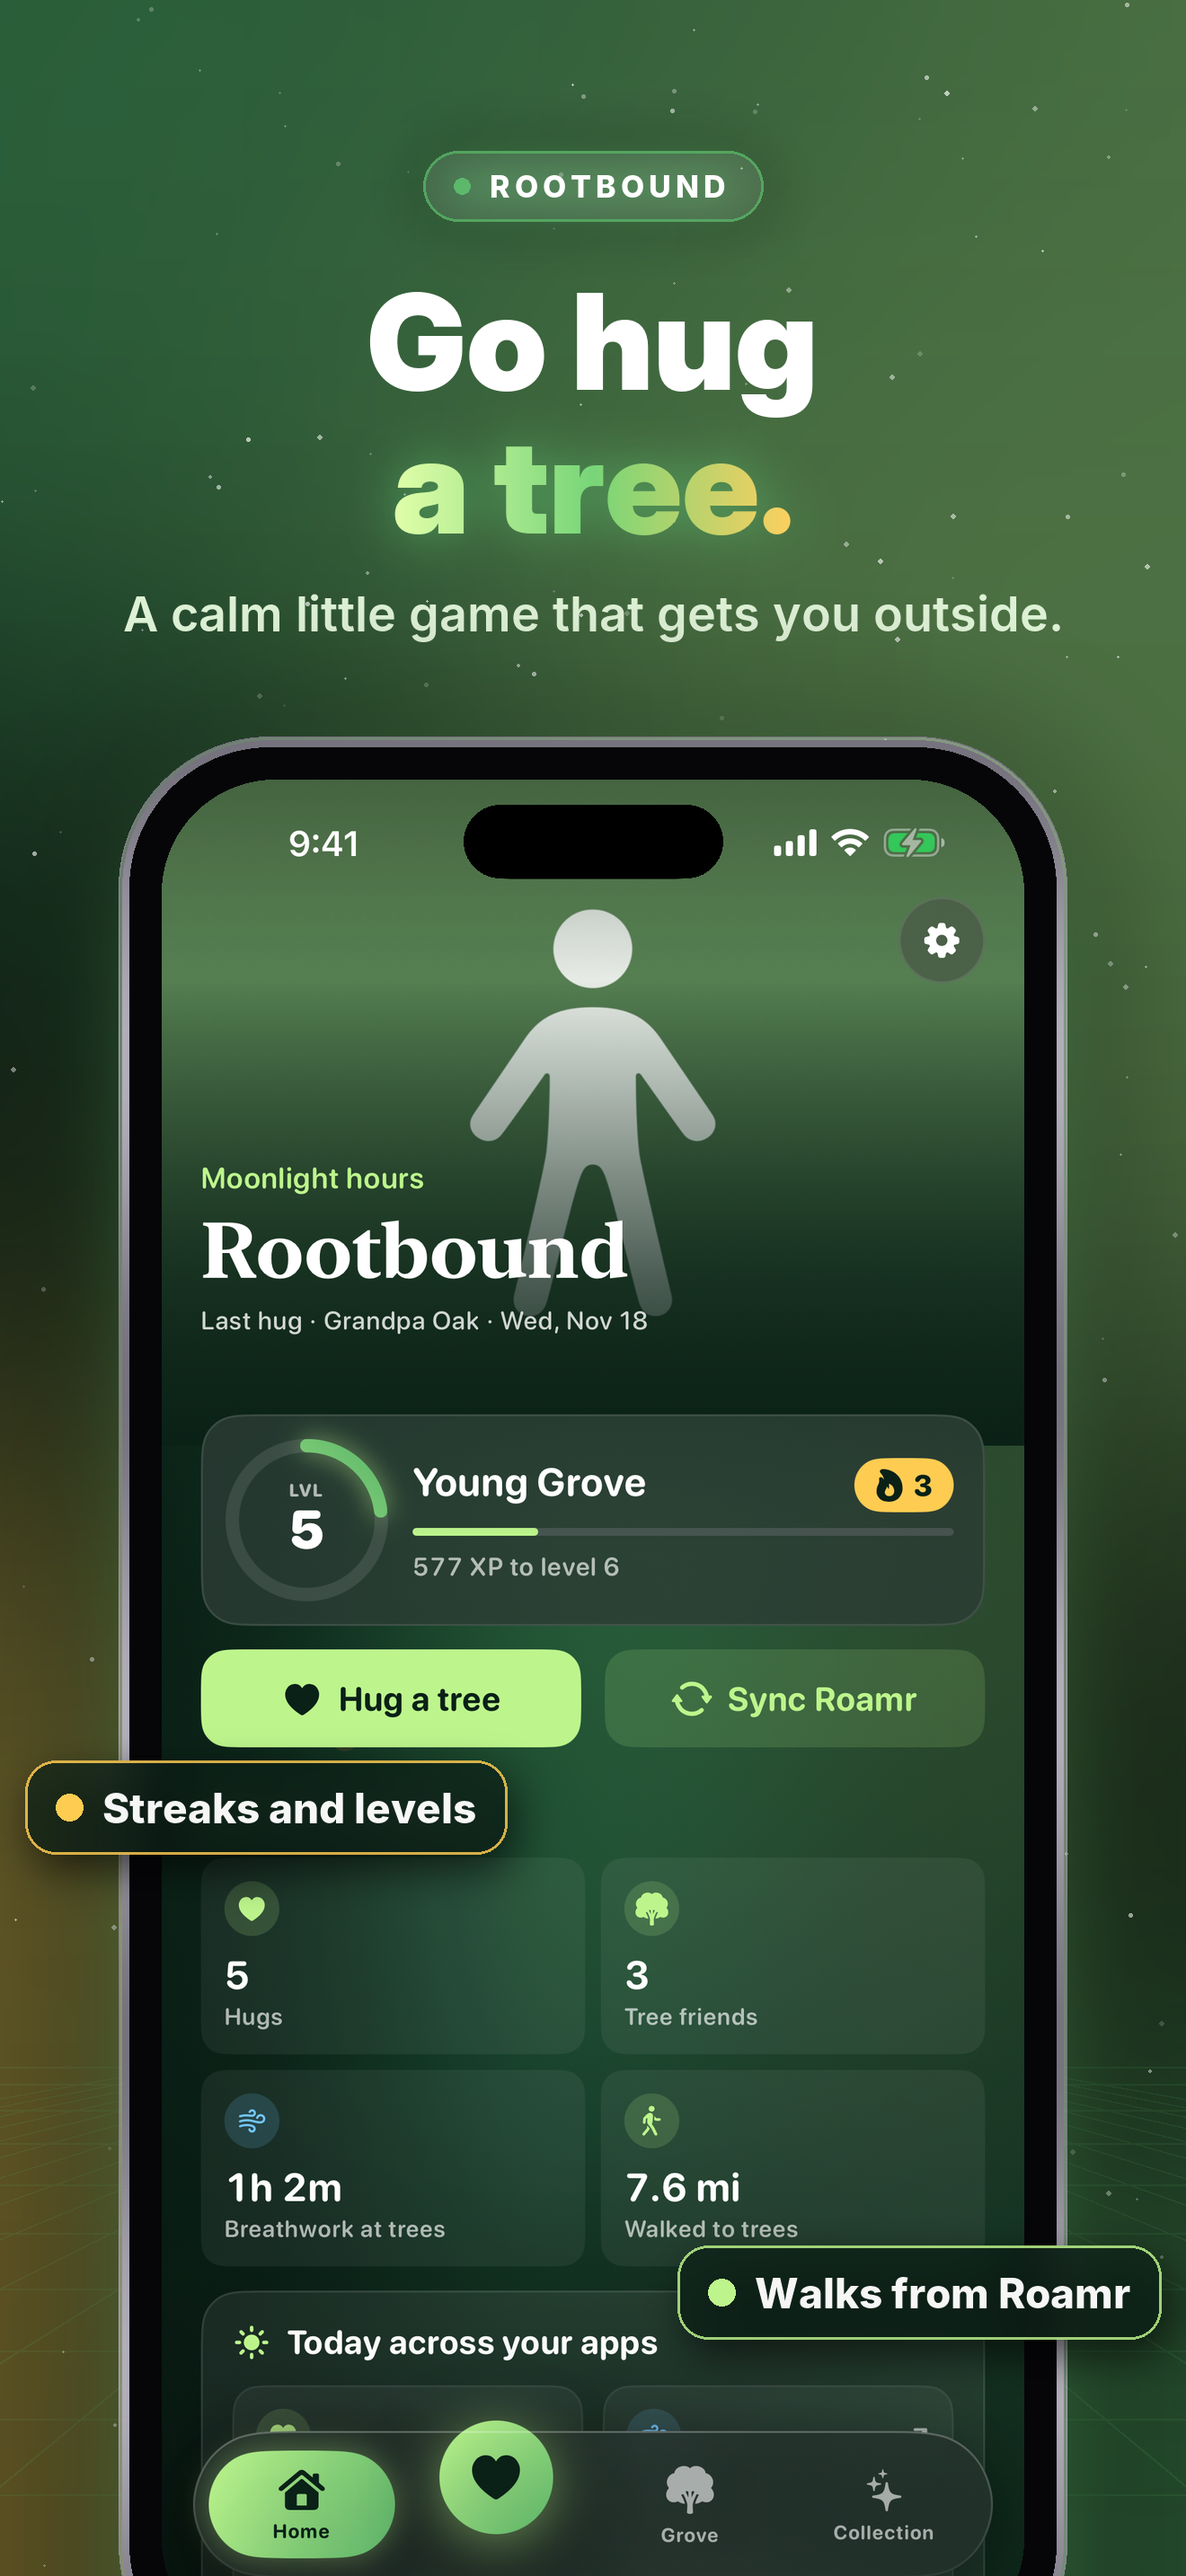 ROOTBOUND
Go hug
a tree.
A calm little game that gets you outside.
9:41
Moonlight hours
Rootbound
Last hug · Grandpa Oak · Wed, Nov 18
LVL
5
Young Grove
3
577 XP to level 6
Hug a tree
Sync Roamr
Streaks and levels
5
Hugs
3
Tree friends
1h 2m
Breathwork at trees
7.6 mi
Walked to trees
Walks from Roamr
Today across your apps
Home
Grove
Collection